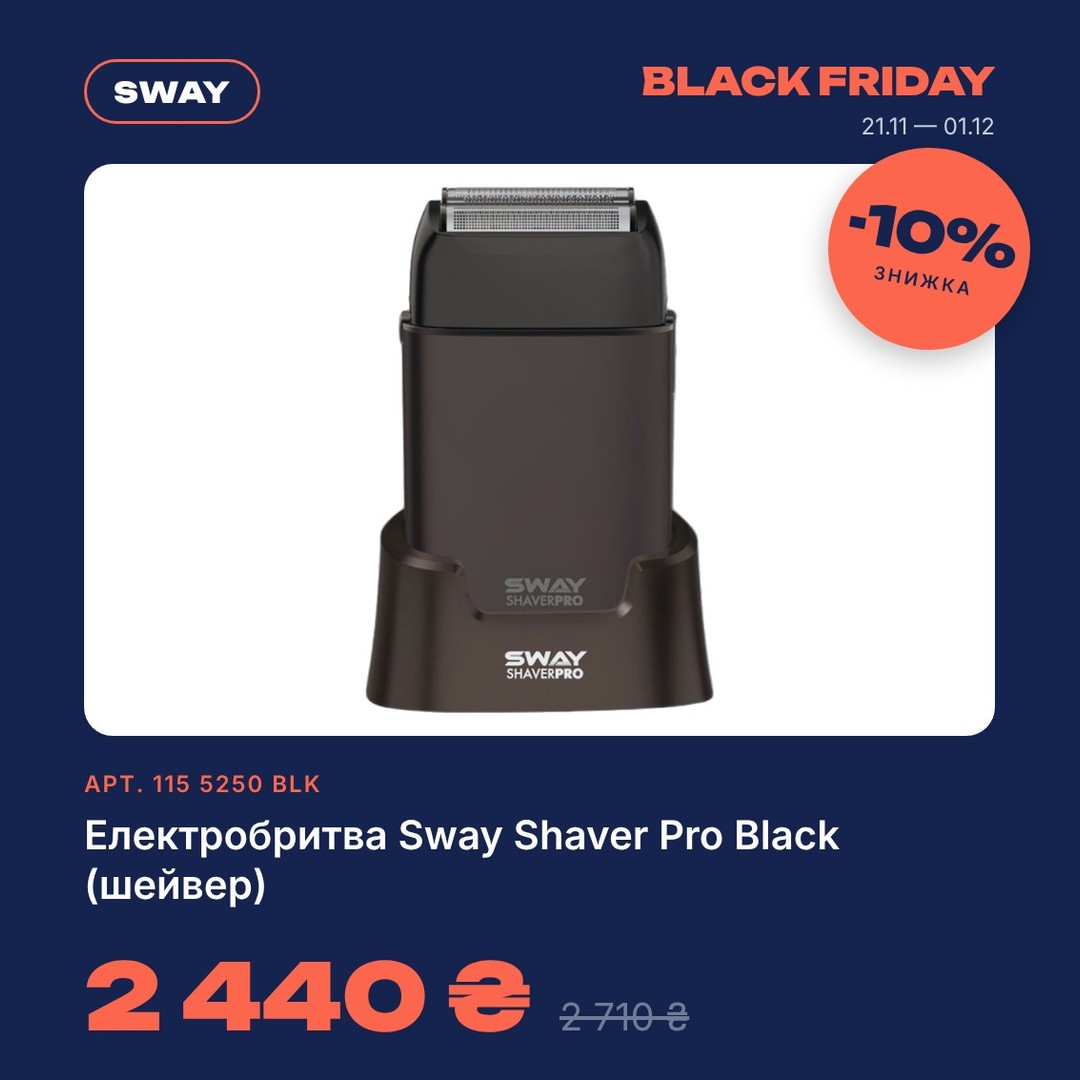 SWAY
BLACK FRIDAY
21.11 — 01.12
-10%
ЗНИЖКА
SWAY
SHAVERPRO
SWAY
SHAVERPRO
АРТ. 115 5250 BLK
Електробритва Sway Shaver Pro Black
(шейвер)
2 440 ₴ 2 710 ₴